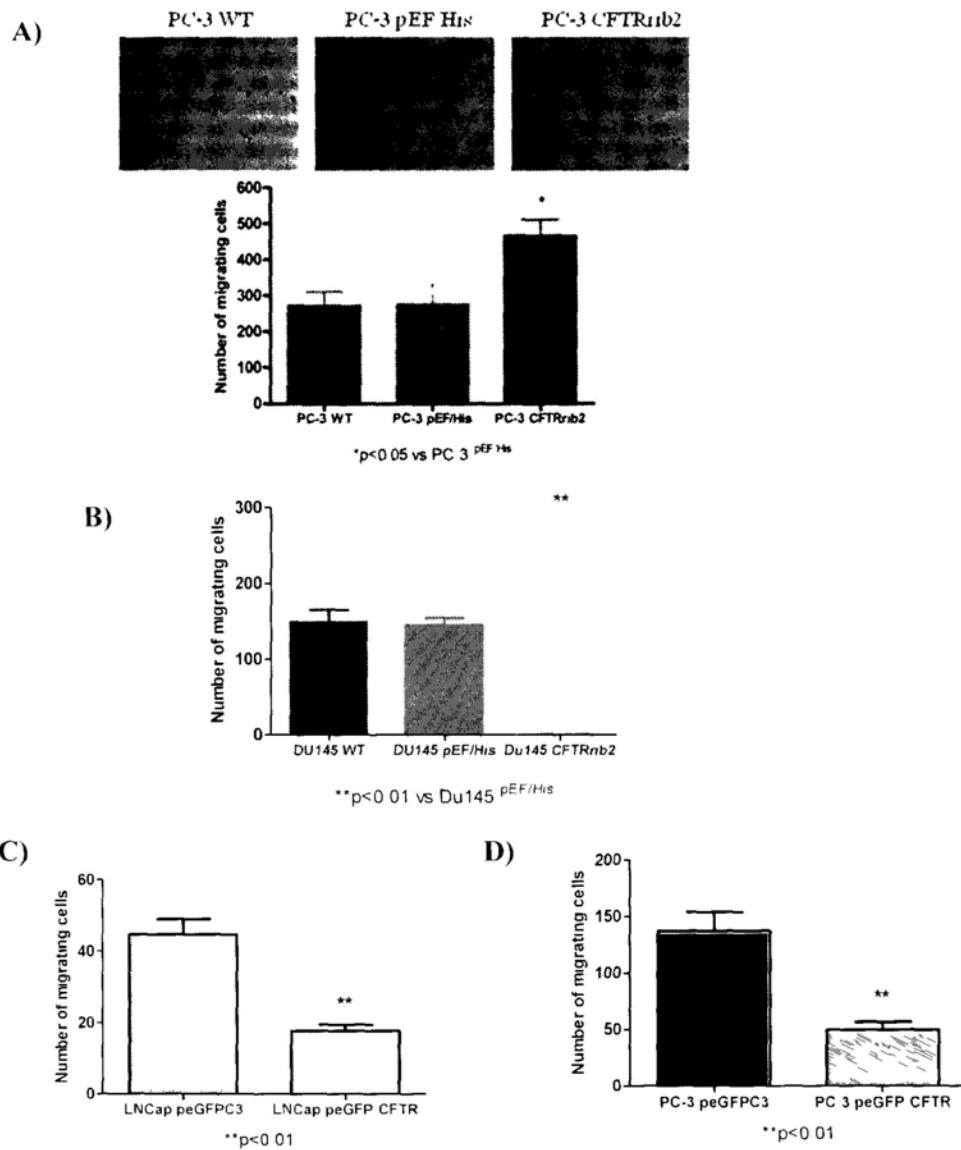 A)
PC-3 WT PC-3 pEF His PC-3 CFTRrib2
Number of migrating cells
600
500
400
300
200
100
0
*
PC-3 WT PC-3 pEF/His PC-3 CFTRrib2
*p<0 05 vs PC 3 pEF His
B)
Number of migrating cells
300
200
100
0
**
DU145 WT DU145 pEF/His Du145 CFTRrib2
**p<0 01 vs Du145 pEF/His
C)
Number of migrating cells
60
40
20
0
**
LNCap peGFPC3 LNCap peGFP CFTR
**p<0 01
D)
Number of migrating cells
200
150
100
50
0
**
PC-3 peGFPC3 PC 3 peGFP CFTR
**p<0 01